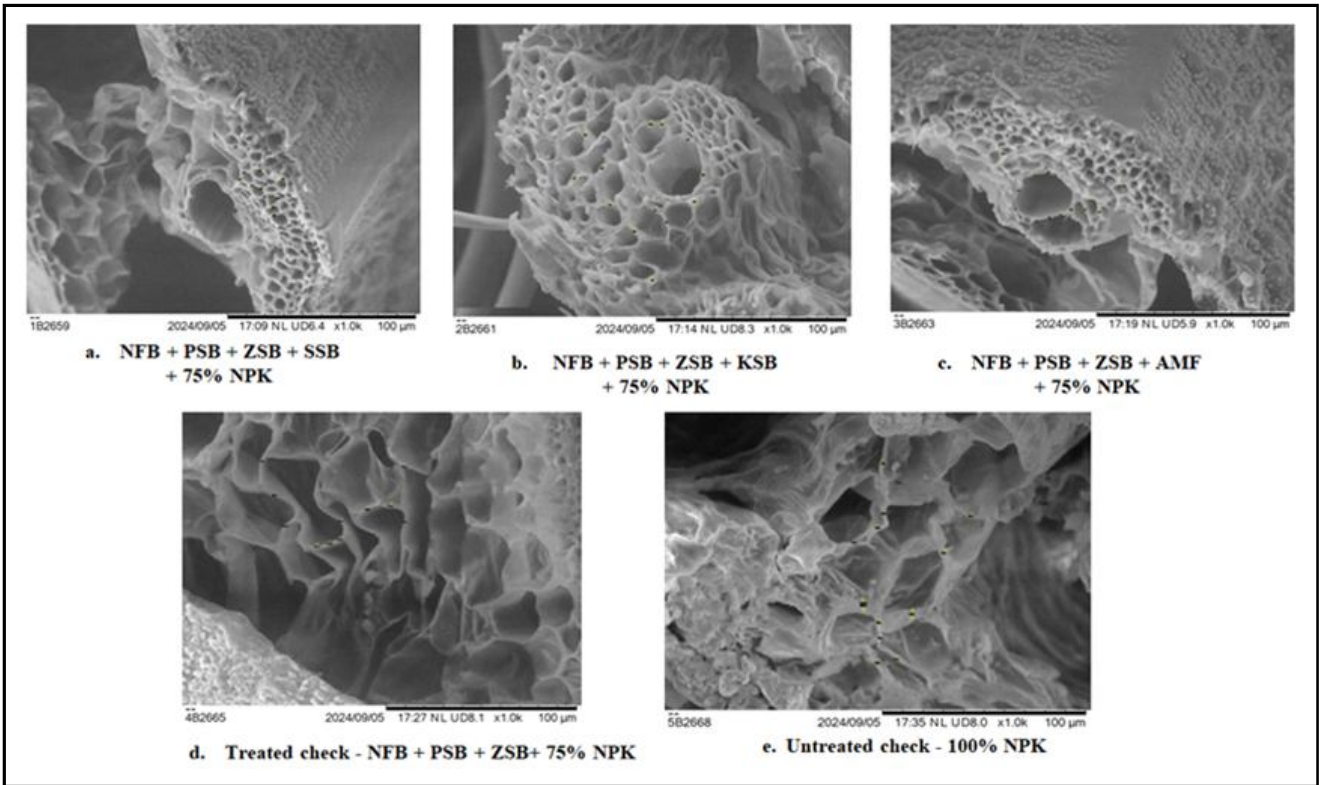 1B2659 2024/09/05 17:09 NL UD6.4 x1.0k 100 µm
2B2661 2024/09/05 17:14 NL UD8.3 x1.0k 100 µm
3B2663 2024/09/05 17:19 NL UD5.9 x1.0k 100 µm
a. NFB + PSB + ZSB + SSB
+ 75% NPK
b. NFB + PSB + ZSB + KSB
+ 75% NPK
c. NFB + PSB + ZSB + AMF
+ 75% NPK
4B2665 2024/09/05 17:27 NL UD8.1 x1.0k 100 µm
5B2668 2024/09/05 17:35 NL UD8.0 x1.0k 100 µm
d. Treated check - NFB + PSB + ZSB+ 75% NPK
e. Untreated check - 100% NPK